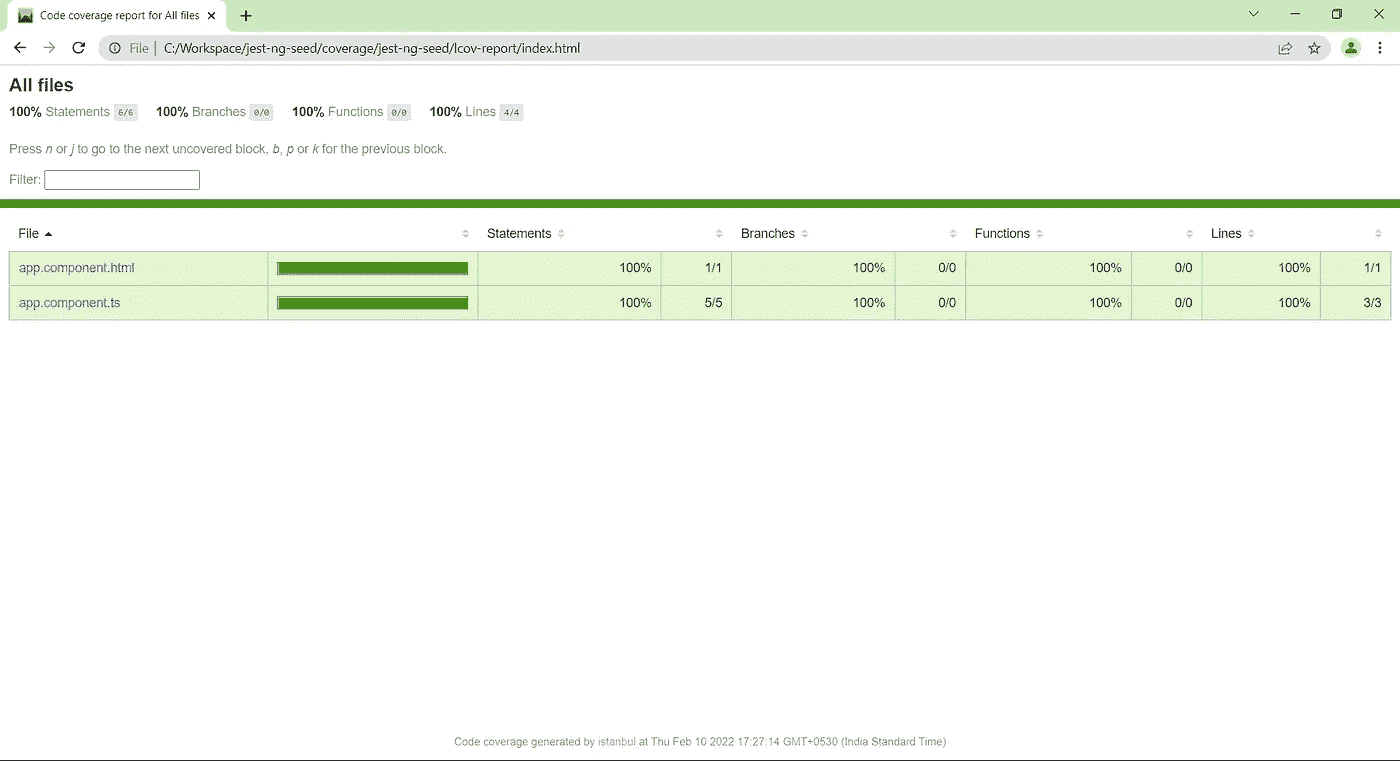 Code coverage report for All files
File | C:/Workspace/jest-ng-seed/coverage/jest-ng-seed/lcov-report/index.html
All files
100% Statements 6/6 100% Branches 0/0 100% Functions 0/0 100% Lines 4/4
Press n or j to go to the next uncovered block, b, p or k for the previous block.
Filter:
File Statements Branches Functions Lines
app.component.html 100% 1/1 100% 0/0 100% 0/0 100% 1/1
app.component.ts 100% 5/5 100% 0/0 100% 0/0 100% 3/3
Code coverage generated by istanbul at Thu Feb 10 2022 17:27:14 GMT+0530 (India Standard Time)